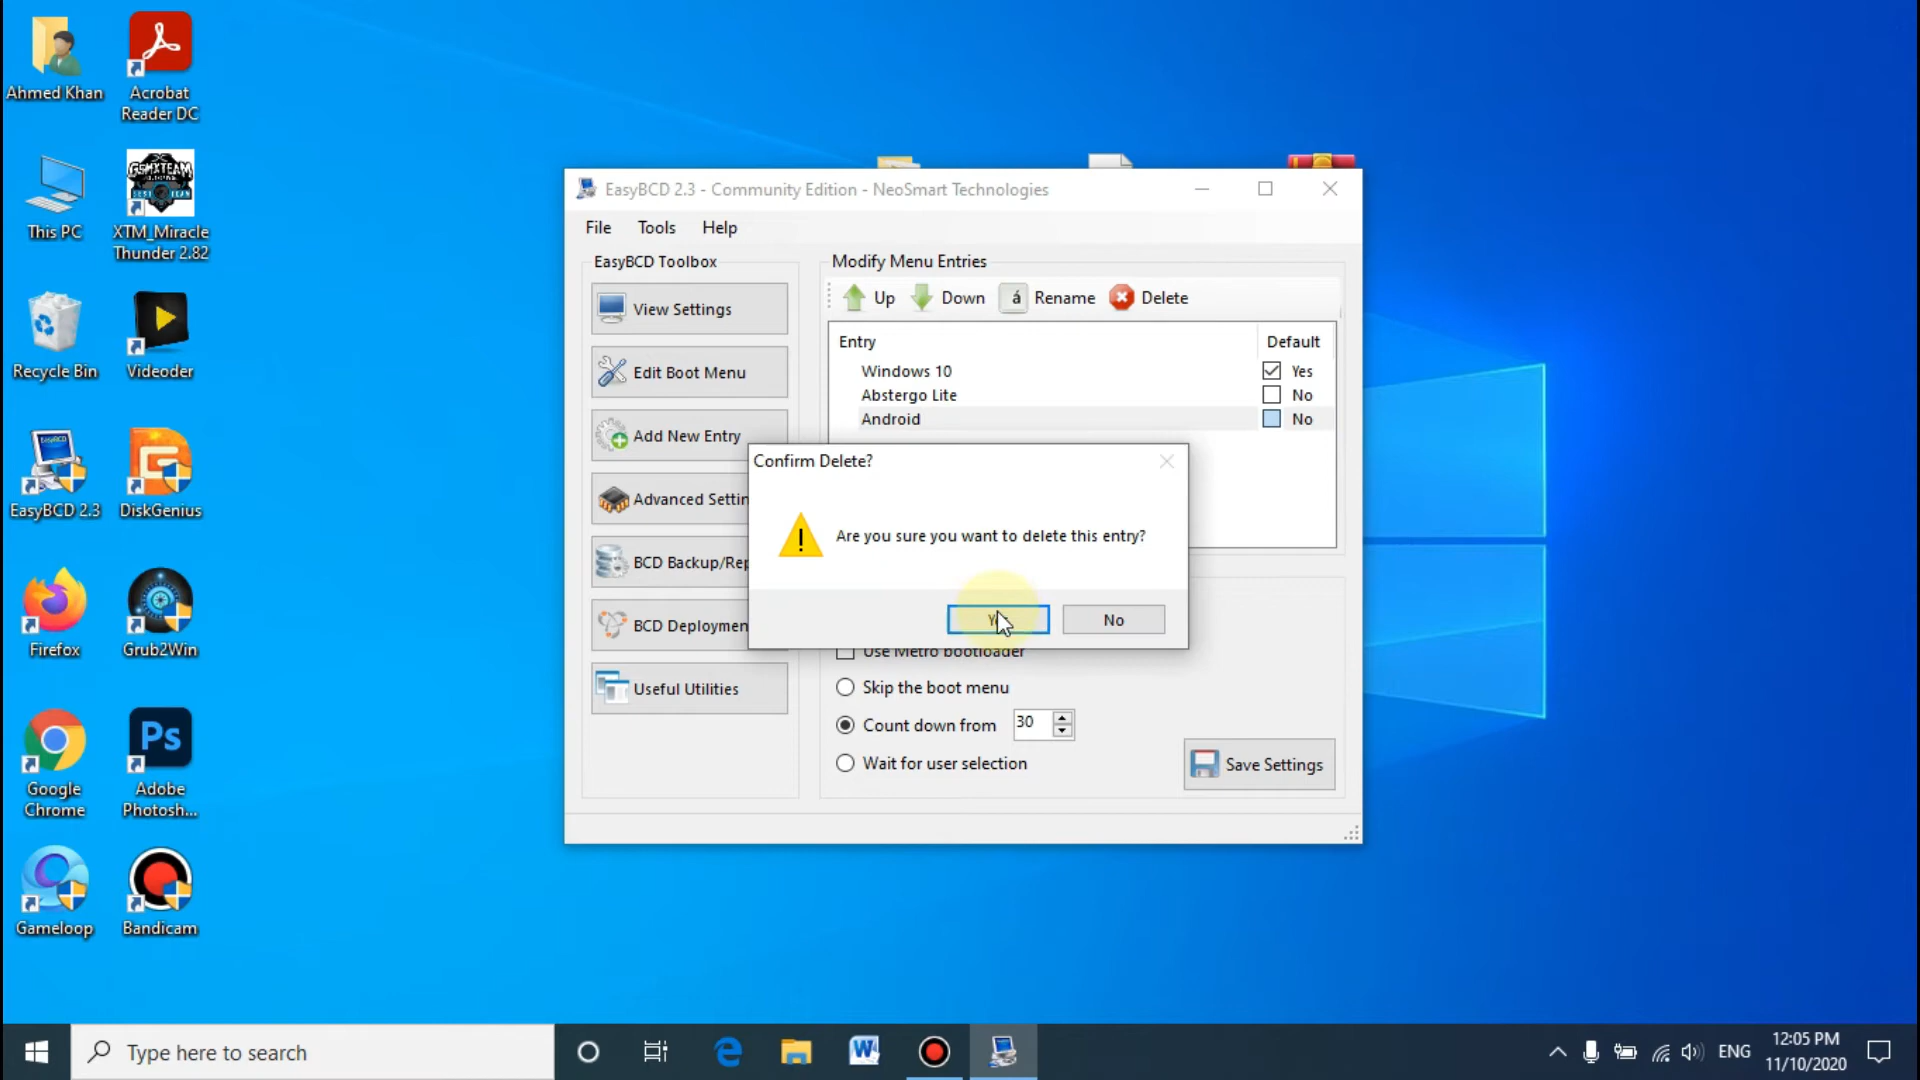 Ahmed Khan
Acrobat
Reader DC
This PC
GSMXTEAM
BEST TEAM
XTM_Miracle
Thunder 2.82
Recycle Bin
Videoder
EasyBCD 2.3
DiskGenius
Firefox
Grub2Win
Google
Chrome
Ps
Adobe
Photosh...
Gameloop
Bandicam
EasyBCD 2.3 - Community Edition - NeoSmart Technologies
File Tools Help
EasyBCD Toolbox
View Settings
Edit Boot Menu
Add New Entry
Advanced Settin
BCD Backup/Rep
BCD Deploymen
Useful Utilities
Modify Menu Entries
Up Down á Rename Delete
Entry Default
Windows 10 Yes
Abstergo Lite No
Android No
Confirm Delete?
Are you sure you want to delete this entry?
No
Use Metro bootloader
Skip the boot menu
Count down from 30
Wait for user selection
Save Settings
Type here to search
W
ENG
12:05 PM
11/10/2020